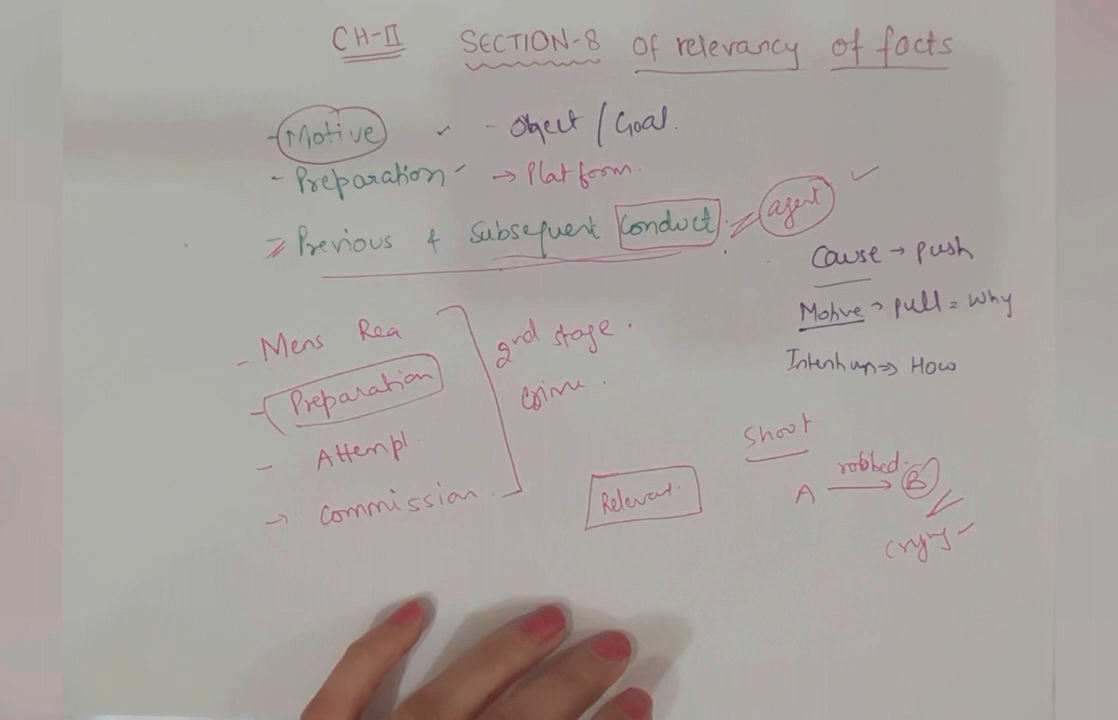 CH-II SECTION-8 of relevancy of facts
- Motive - Object / Goal.
- Preparation → Platform.
Previous & Subsequent Conduct. agent
Cause → push
Motive → pull = Why
Intention → How
- Mens Rea
- Preparation
- Attempt
→ Commission.
2nd stage.
crime.
Shoot
A robbed. → B
crying
Relevant.